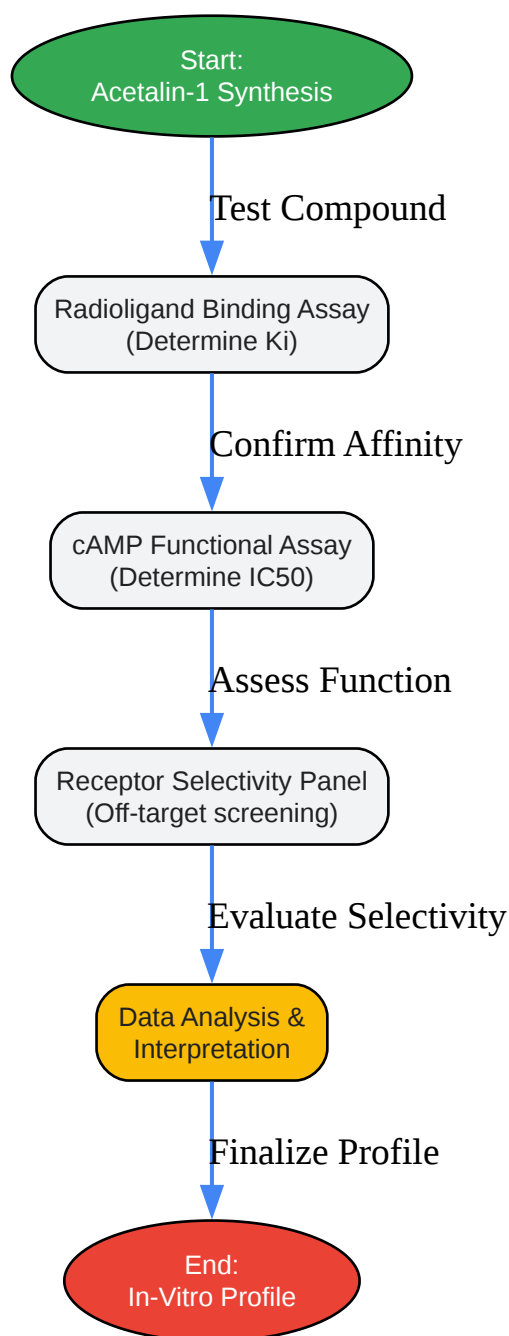 Start:
Acetalin-1 Synthesis
Test Compound
Radioligand Binding Assay
(Determine Ki)
Confirm Affinity
cAMP Functional Assay
(Determine IC50)
Assess Function
Receptor Selectivity Panel
(Off-target screening)
Evaluate Selectivity
Data Analysis &
Interpretation
Finalize Profile
End:
In-Vitro Profile